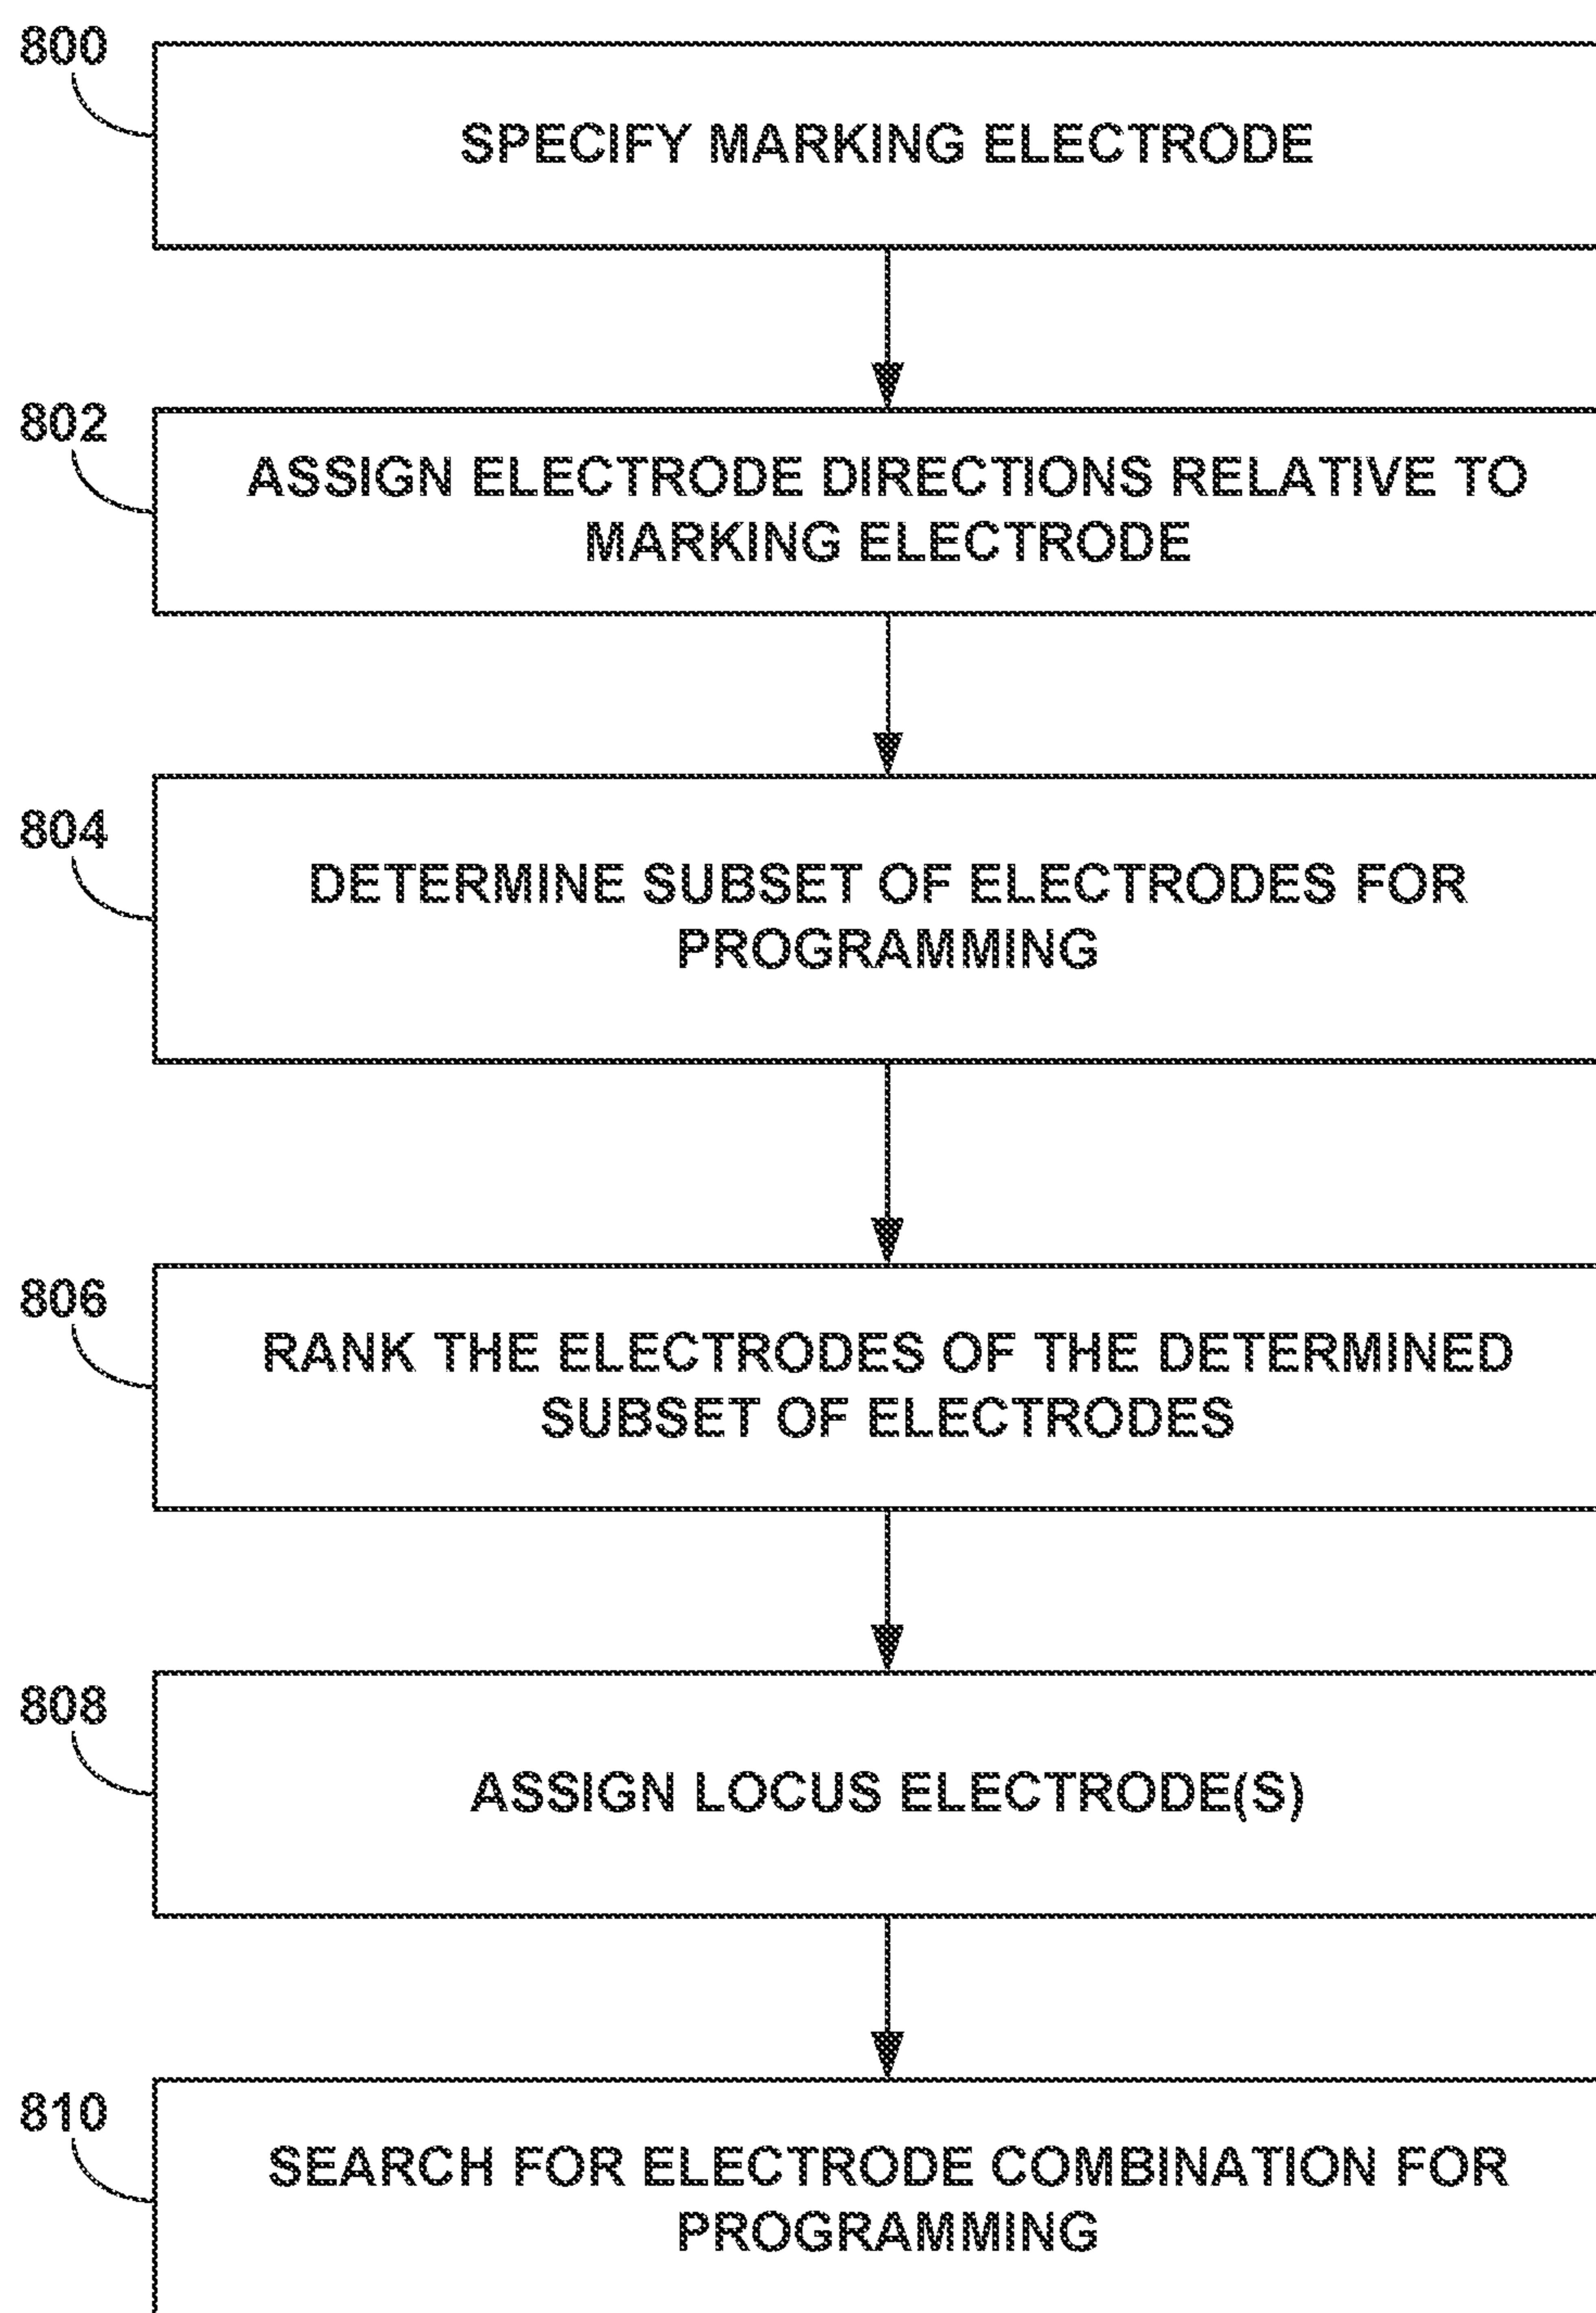 800
SPECIFY MARKING ELECTRODE
802
ASSIGN ELECTRODE DIRECTIONS RELATIVE TO
MARKING ELECTRODE
804
DETERMINE SUBSET OF ELECTRODES FOR
PROGRAMMING
806
RANK THE ELECTRODES OF THE DETERMINED
SUBSET OF ELECTRODES
808
ASSIGN LOCUS ELECTRODE(S)
810
SEARCH FOR ELECTRODE COMBINATION FOR
PROGRAMMING